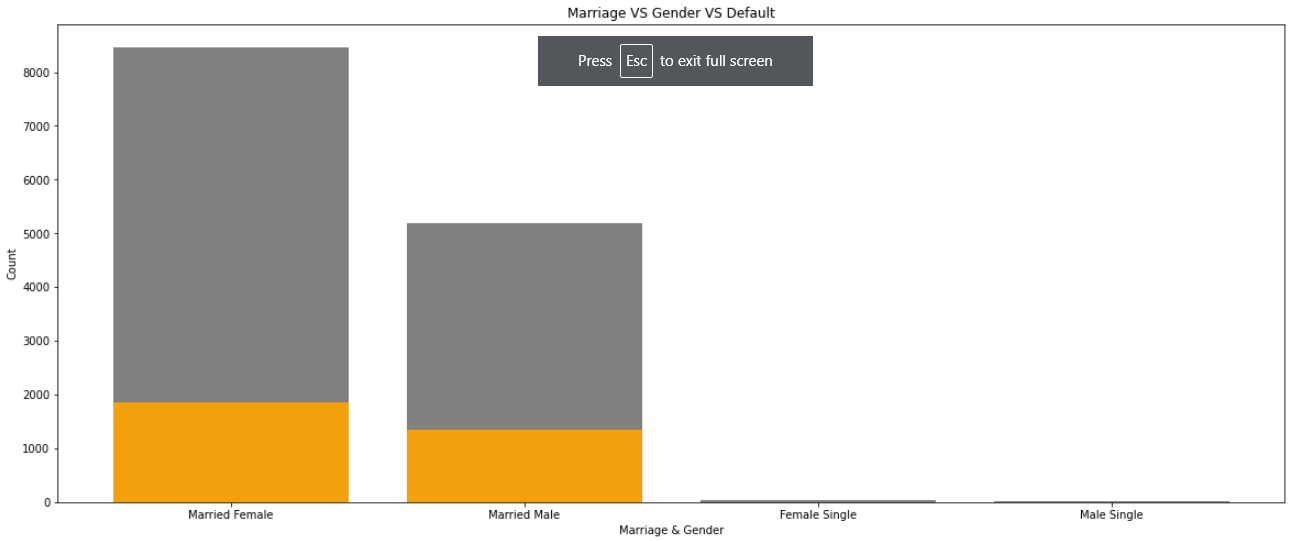 Marriage VS Gender VS Default
Press Esc to exit full screen
8000
7000
6000
5000
4000
3000
2000
1000
0
Count
Married Female
Married Male
Female Single
Male Single
Marriage & Gender